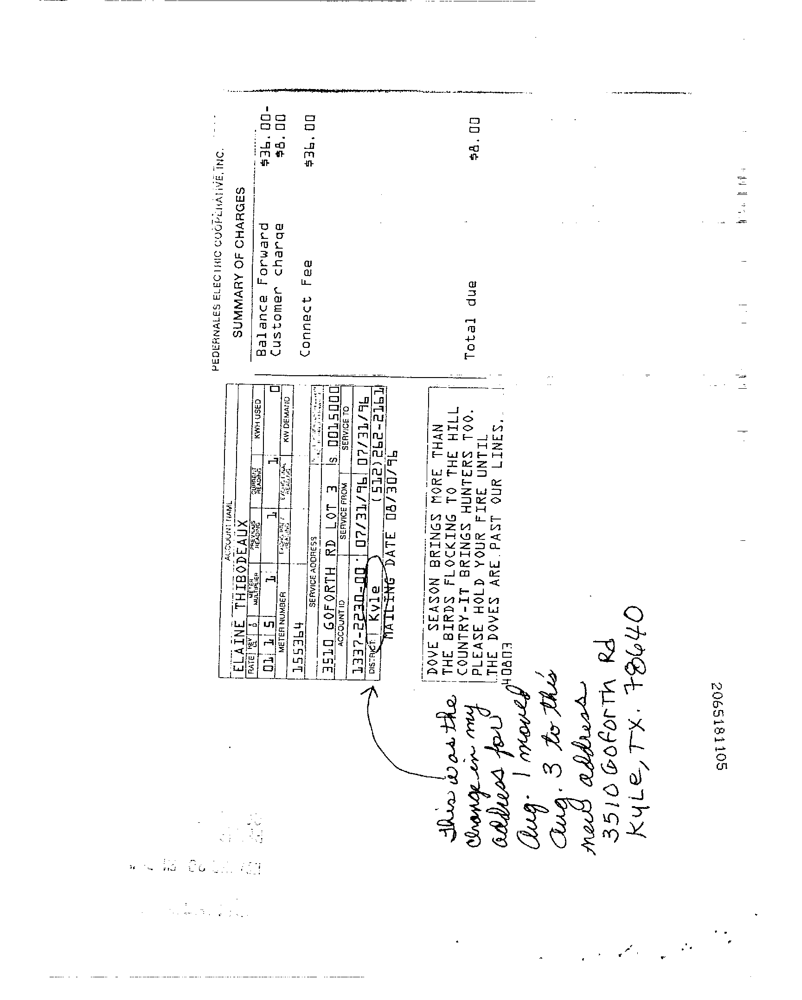 PEDERNALES ELECTRIC COOPERATIVE, INC.
SUMMARY OF CHARGES
Balance Forward $36.00-
Customer charge $8.00
Connect Fee $36.00
Total due $8.00
ACCOUNT NAME
ELAINE THIBODEAUX
RATE REV METER MULTIPLIER PREVIOUS READING CURRENT READING KWH USED
01 1 5 1 1 1 0
METER NUMBER KW DEMAND
155364
SERVICE ADDRESS
3510 GOFORTH RD LOT 3 S 0015000
ACCOUNT ID SERVICE FROM SERVICE TO
1337-2230-00 07/31/96 07/31/96
DISTRICT Kyle (512)262-2161
MAILING DATE 08/30/96
DOVE SEASON BRINGS MORE THAN
THE BIRDS FLOCKING TO THE HILL
COUNTRY-IT BRINGS HUNTERS TOO.
PLEASE HOLD YOUR FIRE UNTIL
THE DOVES ARE PAST OUR LINES.
40803
This was the
change in my
address for
Aug. I moved
Aug. 3 to this
new address
3510 Goforth Rd
Kyle, TX. 78640
2065181105